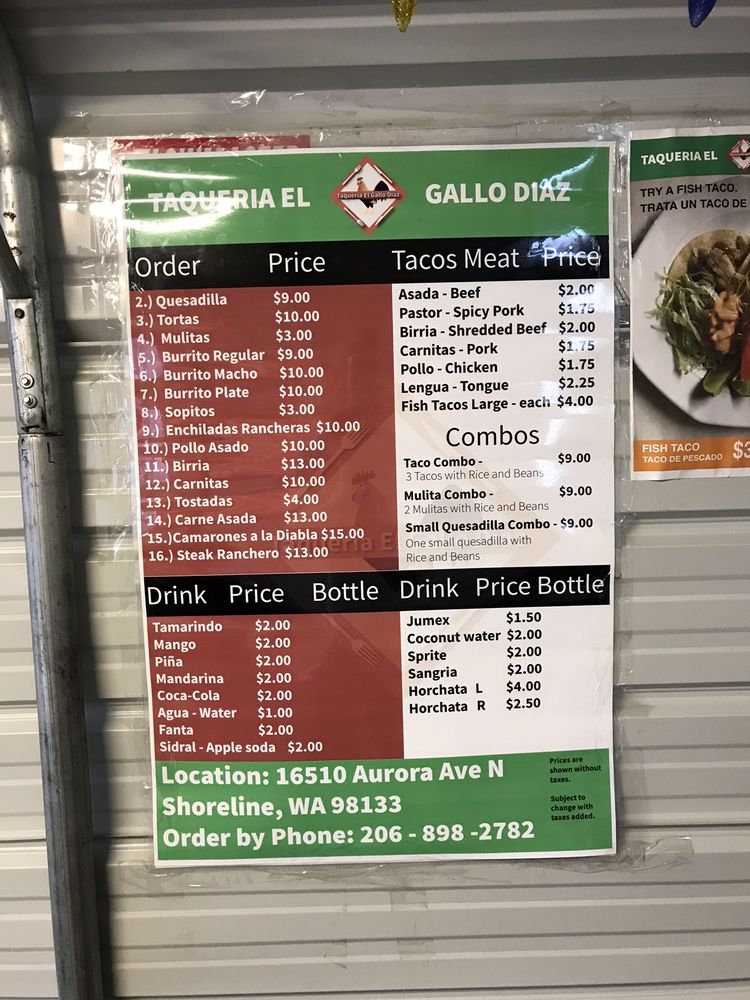 TAQUERIA EL GALLO DIAZ
Taqueria El Gallo Diaz
Order Price
2.) Quesadilla $9.00
3.) Tortas $10.00
4.) Mulitas $3.00
5.) Burrito Regular $9.00
6.) Burrito Macho $10.00
7.) Burrito Plate $10.00
8.) Sopitos $3.00
9.) Enchiladas Rancheras $10.00
10.) Pollo Asado $10.00
11.) Birria $13.00
12.) Carnitas $10.00
13.) Tostadas $4.00
14.) Carne Asada $13.00
15.)Camarones a la Diabla $15.00
16.) Steak Ranchero $13.00
Tacos Meat Price
Asada - Beef $2.00
Pastor - Spicy Pork $1.75
Birria - Shredded Beef $2.00
Carnitas - Pork $1.75
Pollo - Chicken $1.75
Lengua - Tongue $2.25
Fish Tacos Large - each $4.00
Combos
Taco Combo - $9.00
3 Tacos with Rice and Beans
Mulita Combo - $9.00
2 Mulitas with Rice and Beans
Small Quesadilla Combo - $9.00
One small quesadilla with
Rice and Beans
Drink Price Bottle
Tamarindo $2.00
Mango $2.00
Piña $2.00
Mandarina $2.00
Coca-Cola $2.00
Agua - Water $1.00
Fanta $2.00
Sidral - Apple soda $2.00
Drink Price Bottle
Jumex $1.50
Coconut water $2.00
Sprite $2.00
Sangria $2.00
Horchata L $4.00
Horchata R $2.50
Location: 16510 Aurora Ave N
Shoreline, WA 98133
Order by Phone: 206 - 898 -2782
Prices are
shown without
taxes.
Subject to
change with
taxes added.
TAQUERIA EL
TRY A FISH TACO.
TRATA UN TACO DE
FISH TACO
TACO DE PESCADO $3